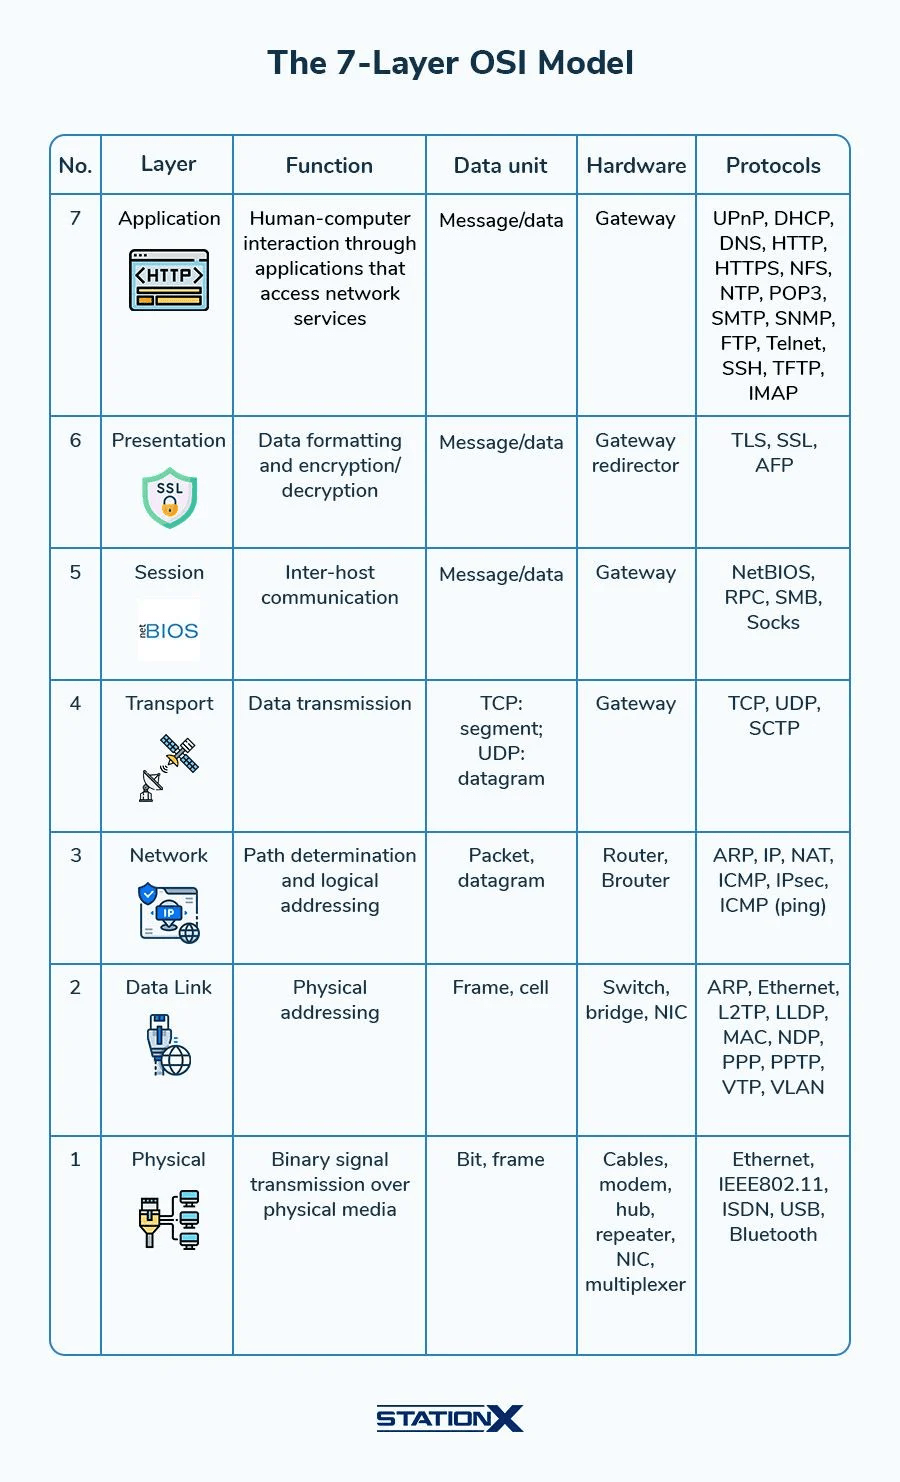 The 7-Layer OSI Model
No.
Layer
Function
Data unit
Hardware
Protocols
7
Application
<HTTP>
Human-computer
interaction through
applications that
access network
services
Message/data
Gateway
UPnP, DHCP,
DNS, HTTP,
HTTPS, NFS,
NTP, POP3,
SMTP, SNMP,
FTP, Telnet,
SSH, TFTP,
IMAP
6
Presentation
SSL
Data formatting
and encryption/
decryption
Message/data
Gateway
redirector
TLS, SSL,
AFP
5
Session
netBIOS
Inter-host
communication
Message/data
Gateway
NetBIOS,
RPC, SMB,
Socks
4
Transport
Data transmission
TCP:
segment;
UDP:
datagram
Gateway
TCP, UDP,
SCTP
3
Network
IP
Path determination
and logical
addressing
Packet,
datagram
Router,
Brouter
ARP, IP, NAT,
ICMP, IPsec,
ICMP (ping)
2
Data Link
Physical
addressing
Frame, cell
Switch,
bridge, NIC
ARP, Ethernet,
L2TP, LLDP,
MAC, NDP,
PPP, PPTP,
VTP, VLAN
1
Physical
Binary signal
transmission over
physical media
Bit, frame
Cables,
modem,
hub,
repeater,
NIC,
multiplexer
Ethernet,
IEEE802.11,
ISDN, USB,
Bluetooth
STATIONX